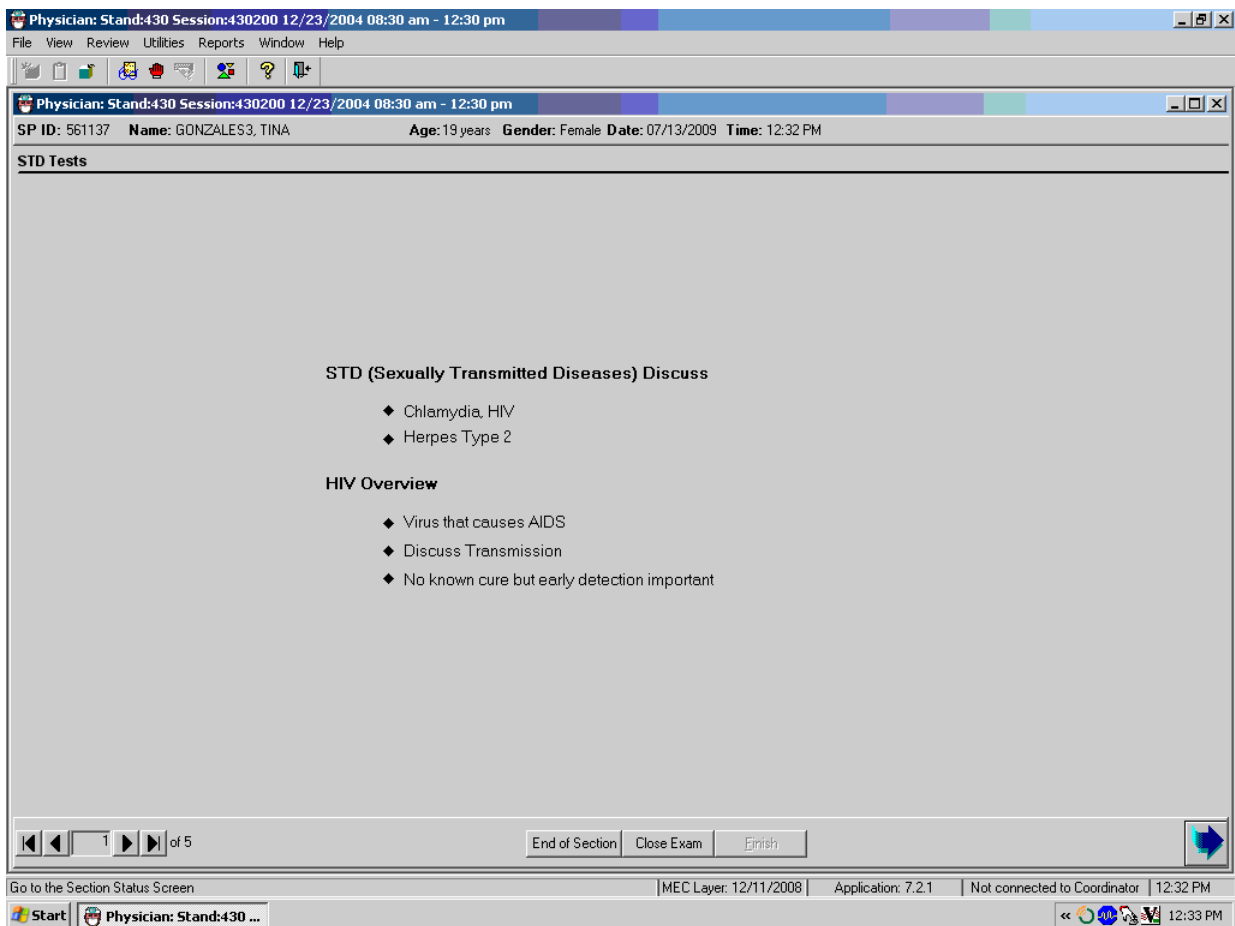 Physician: Stand:430 Session:430200 12/23/2004 08:30 am - 12:30 pm
File View Review Utilities Reports Window Help
Physician: Stand:430 Session:430200 12/23/2004 08:30 am - 12:30 pm
SP ID: 561137 Name: GONZALES3, TINA Age: 19 years Gender: Female Date: 07/13/2009 Time: 12:32 PM
STD Tests
STD (Sexually Transmitted Diseases) Discuss
Chlamydia, HIV
Herpes Type 2
HIV Overview
Virus that causes AIDS
Discuss Transmission
No known cure but early detection important
1 of 5 End of Section Close Exam Finish
Go to the Section Status Screen MEC Layer: 12/11/2008 Application: 7.2.1 Not connected to Coordinator 12:32 PM
Start Physician: Stand:430 ... « 12:33 PM